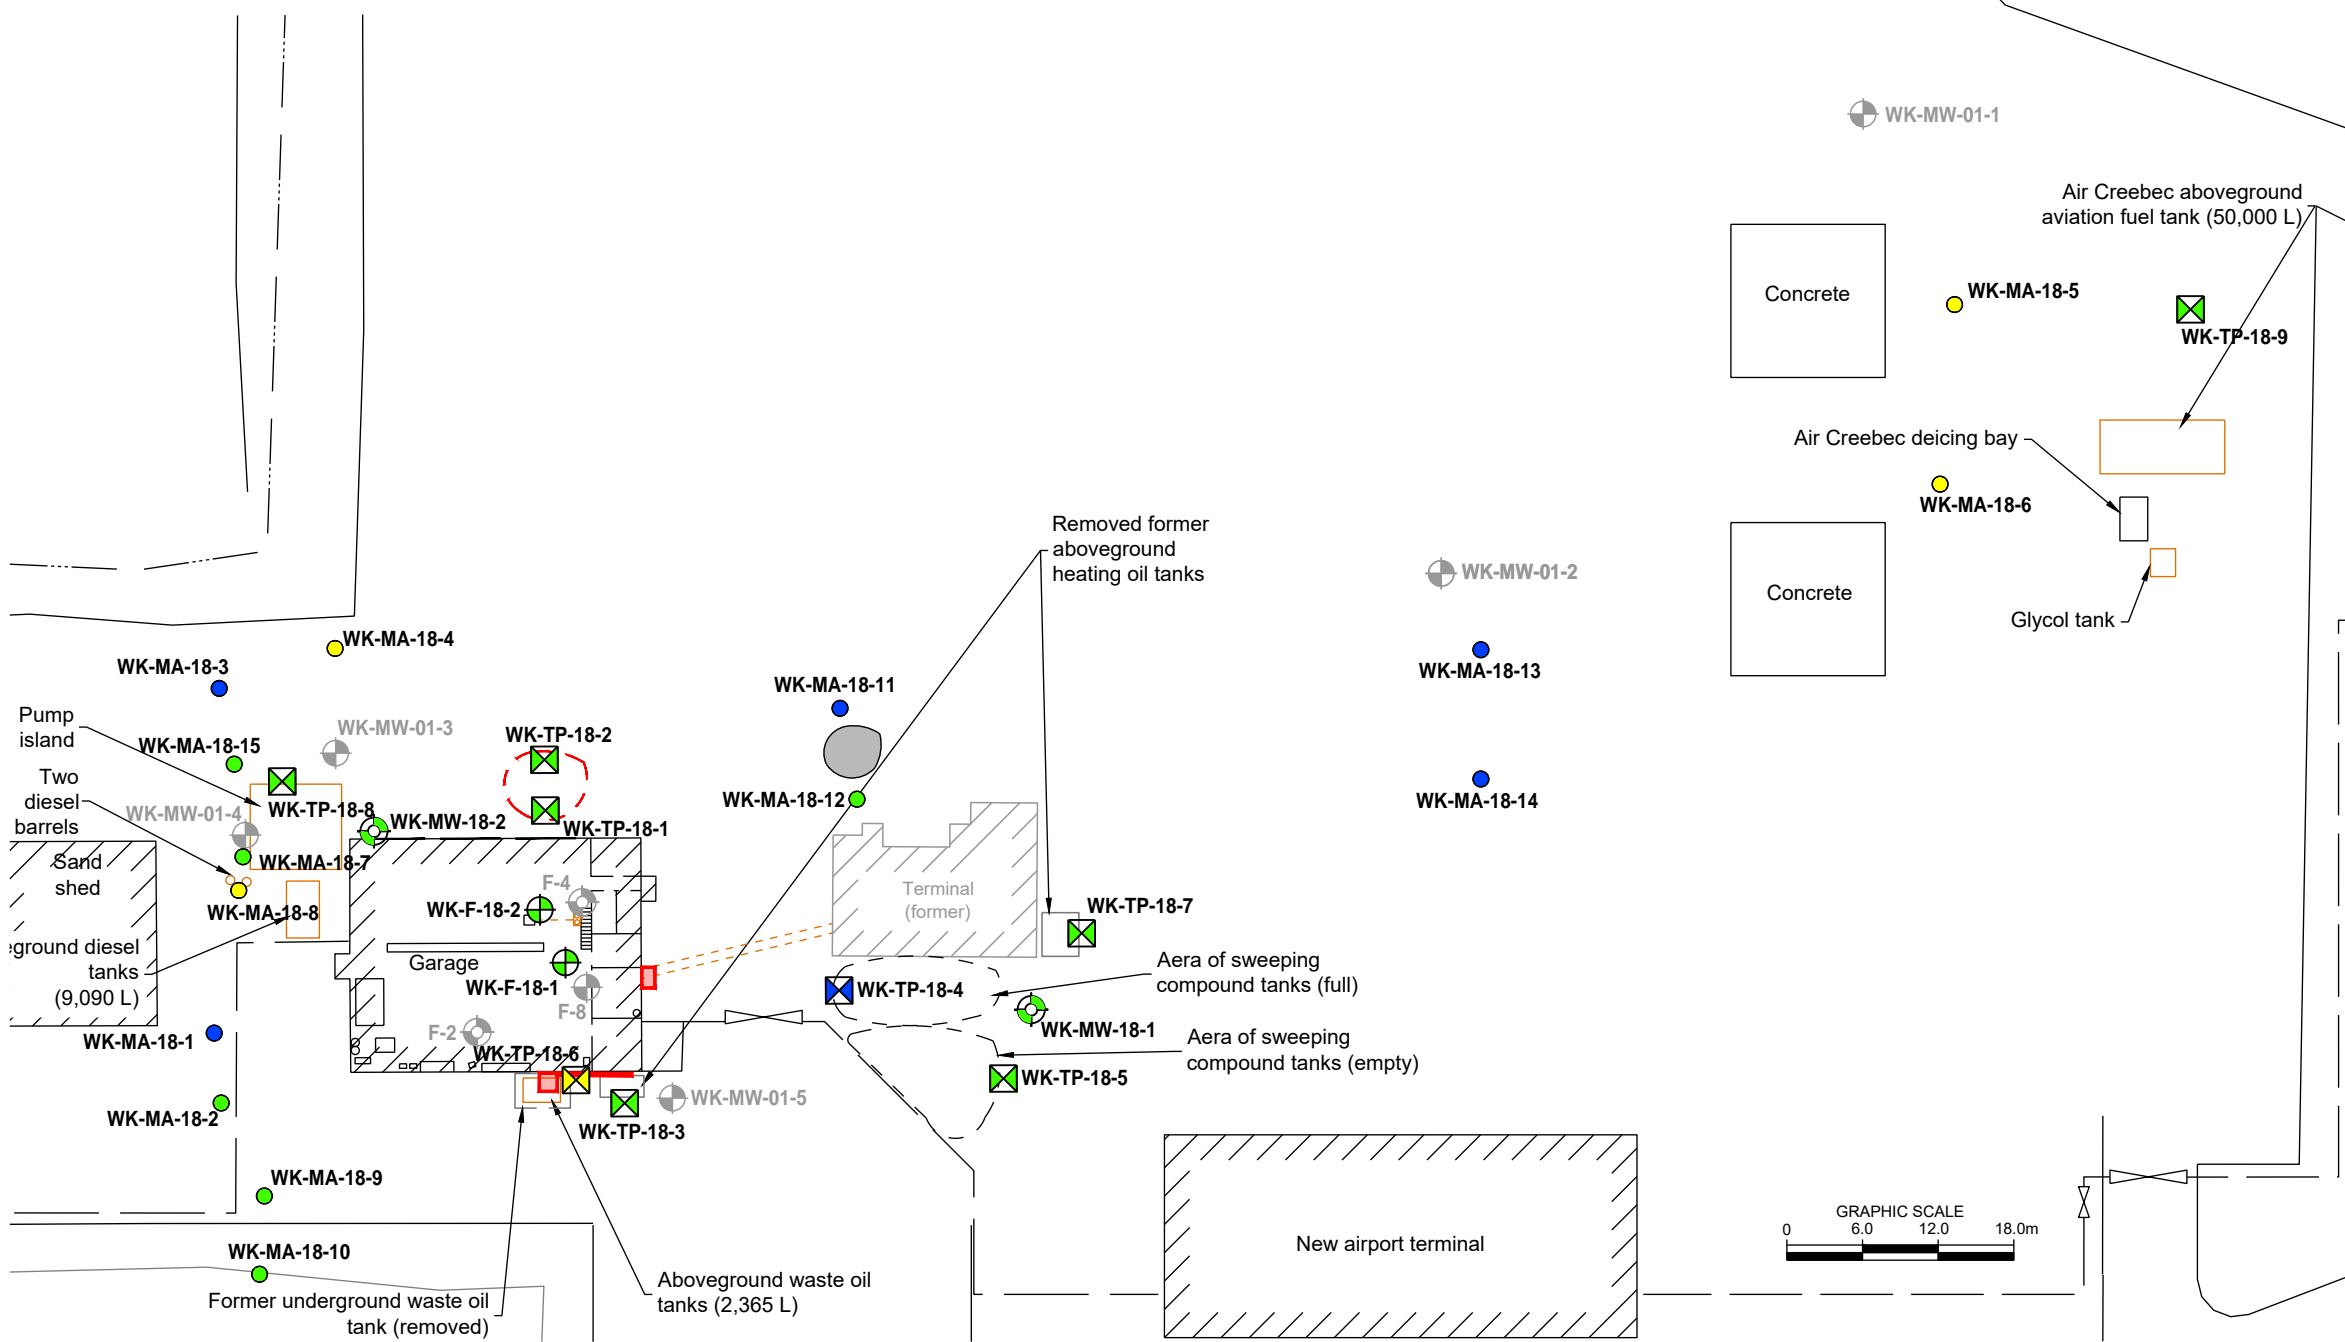 WK-MW-01-1
Air Creebec aboveground
aviation fuel tank (50,000 L)
Concrete
WK-MA-18-5
WK-TP-18-9
Air Creebec deicing bay
WK-MA-18-6
Removed former
aboveground
heating oil tanks
WK-MW-01-2
Concrete
Glycol tank
WK-MA-18-4
WK-MA-18-3
WK-MA-18-13
WK-MA-18-11
Pump
island
WK-MW-01-3
WK-MA-18-15
WK-TP-18-2
Two
diesel
barrels
WK-TP-18-8
WK-MW-01-4
WK-MW-18-2
WK-TP-18-1
WK-MA-18-12
WK-MA-18-14
Sand
shed
WK-MA-18-7
F-4
Terminal
(former)
WK-MA-18-8
WK-F-18-2
WK-TP-18-7
eground diesel
tanks
(9,090 L)
Garage
WK-F-18-1
F-8
WK-TP-18-4
Aera of sweeping
compound tanks (full)
WK-MA-18-1
F-2
WK-MW-18-1
WK-TP-18-6
Aera of sweeping
compound tanks (empty)
WK-TP-18-5
WK-MW-01-5
WK-MA-18-2
WK-TP-18-3
WK-MA-18-9
GRAPHIC SCALE
0 6.0 12.0 18.0m
WK-MA-18-10
New airport terminal
Aboveground waste oil
tanks (2,365 L)
Former underground waste oil
tank (removed)